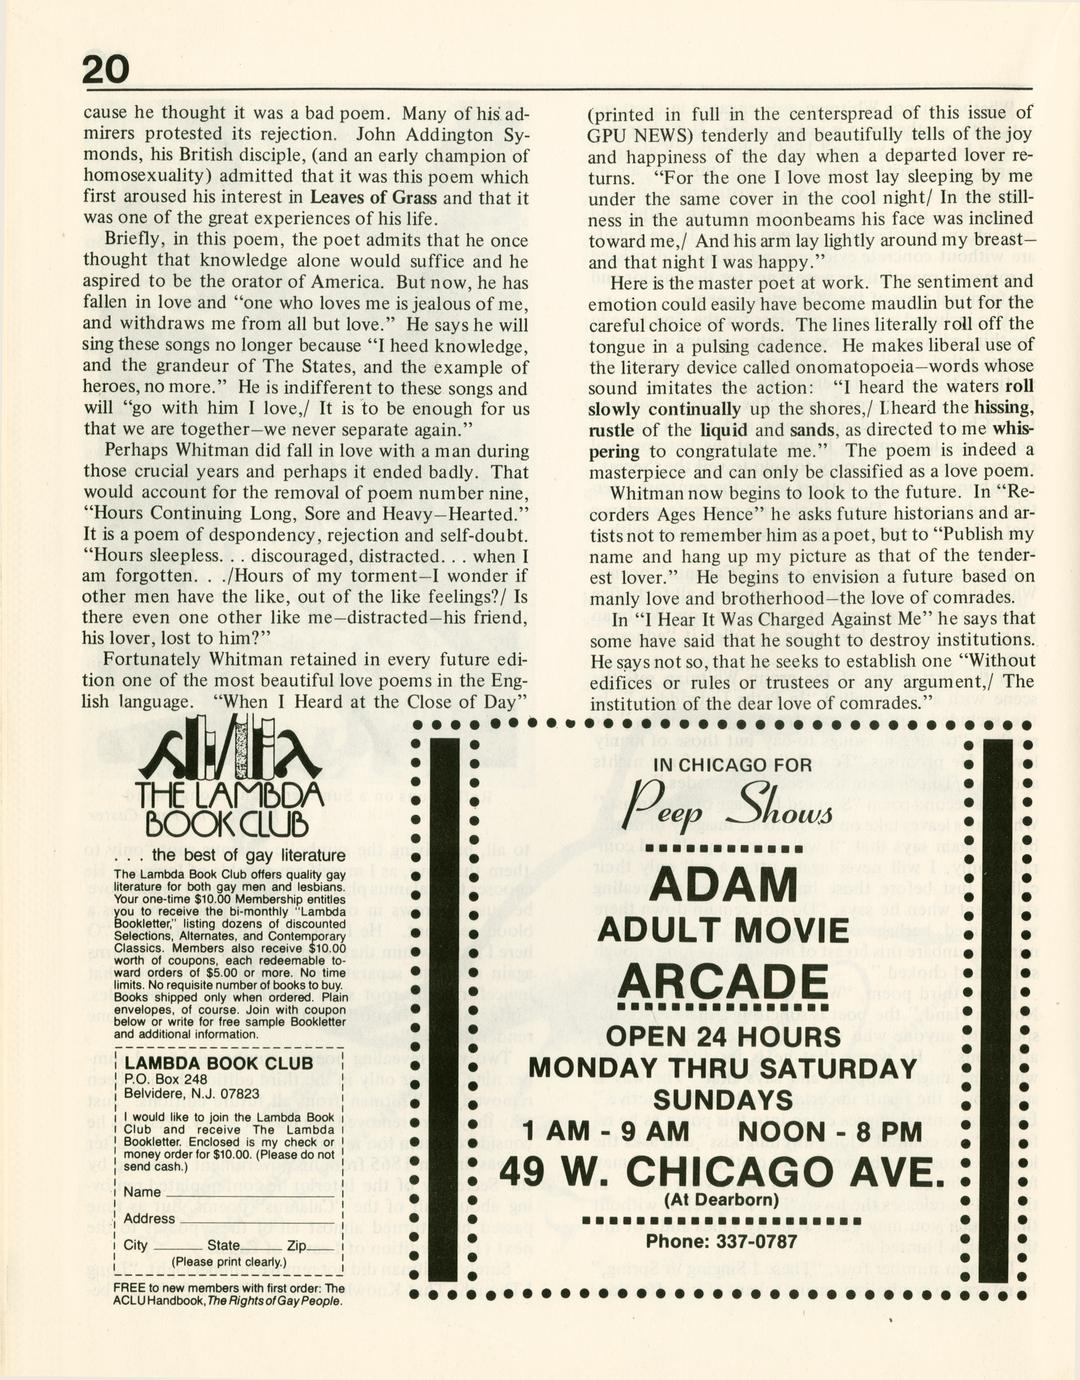 20
cause he thought it was a bad poem. Many of his ad-
mirers protested its rejection. John Addington Sy-
monds, his British disciple, (and an early champion of
homosexuality) admitted that it was this poem which
first aroused his interest in Leaves of Grass and that it
was one of the great experiences of his life.
Briefly, in this poem, the poet admits that he once
thought that knowledge alone would suffice and he
aspired to be the orator of America. But now, he has
fallen in love and “one who loves me is jealous of me,
and withdraws me from all but love.” He says he will
sing these songs no longer because “I heed knowledge,
and the grandeur of The States, and the example of
heroes, no more.” He is indifferent to these songs and
will “go with him I love,/ It is to be enough for us
that we are together—we never separate again.”
Perhaps Whitman did fall in love with a man during
those crucial years and perhaps it ended badly. That
would account for the removal of poem number nine,
“Hours Continuing Long, Sore and Heavy—Hearted.”
It is a poem of despondency, rejection and self-doubt.
“Hours sleepless. . . discouraged, distracted. . . when I
am forgotten. . ./Hours of my torment—I wonder if
other men have the like, out of the like feelings?/ Is
there even one other like me—distracted—his friend,
his lover, lost to him?”
Fortunately Whitman retained in every future edi-
tion one of the most beautiful love poems in the Eng-
lish language. “When I Heard at the Close of Day”
(printed in full in the centerspread of this issue of
GPU NEWS) tenderly and beautifully tells of the joy
and happiness of the day when a departed lover re-
turns. “For the one I love most lay sleeping by me
under the same cover in the cool night/ In the still-
ness in the autumn moonbeams his face was inclined
toward me,/ And his arm lay lightly around my breast—
and that night I was happy.”
Here is the master poet at work. The sentiment and
emotion could easily have become maudlin but for the
careful choice of words. The lines literally roll off the
tongue in a pulsing cadence. He makes liberal use of
the literary device called onomatopoeia—words whose
sound imitates the action: “I heard the waters roll
slowly continually up the shores,/ I heard the hissing,
rustle of the liquid and sands, as directed to me whis-
pering to congratulate me.” The poem is indeed a
masterpiece and can only be classified as a love poem.
Whitman now begins to look to the future. In “Re-
corders Ages Hence” he asks future historians and ar-
tists not to remember him as a poet, but to “Publish my
name and hang up my picture as that of the tender-
est lover.” He begins to envision a future based on
manly love and brotherhood—the love of comrades.
In “I Hear It Was Charged Against Me” he says that
some have said that he sought to destroy institutions.
He says not so, that he seeks to establish one “Without
edifices or rules or trustees or any argument,/ The
institution of the dear love of comrades.”
THE LAMBDA
BOOK CLUB
. . . the best of gay literature
The Lambda Book Club offers quality gay
literature for both gay men and lesbians.
Your one-time $10.00 Membership entitles
you to receive the bi-monthly “Lambda
Bookletter,” listing dozens of discounted
Selections, Alternates, and Contemporary
Classics. Members also receive $10.00
worth of coupons, each redeemable to-
ward orders of $5.00 or more. No time
limits. No requisite number of books to buy.
Books shipped only when ordered. Plain
envelopes, of course. Join with coupon
below or write for free sample Bookletter
and additional information.
LAMBDA BOOK CLUB
P.O. Box 248
Belvidere, N.J. 07823
I would like to join the Lambda Book
Club and receive The Lambda
Bookletter. Enclosed is my check or
money order for $10.00. (Please do not
send cash.)
Name
Address
City State Zip
(Please print clearly.)
FREE to new members with first order: The
ACLU Handbook, The Rights of Gay People.
IN CHICAGO FOR
Peep Shows
ADAM
ADULT MOVIE
ARCADE
OPEN 24 HOURS
MONDAY THRU SATURDAY
SUNDAYS
1 AM - 9 AM NOON - 8 PM
49 W. CHICAGO AVE.
(At Dearborn)
Phone: 337-0787